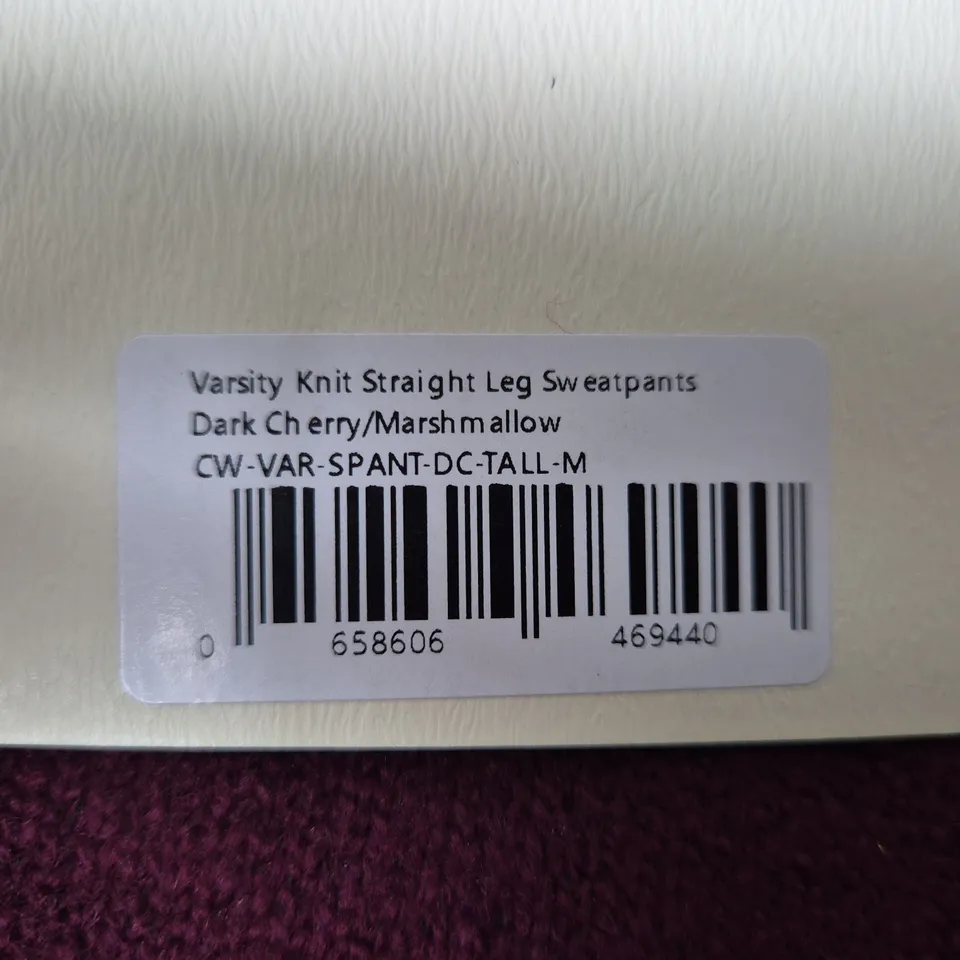 Varsity Knit Straight Leg Sweatpants
Dark Cherry/Marshmallow
CW-VAR-SPANT-DC-TALL-M
0 658606 469440